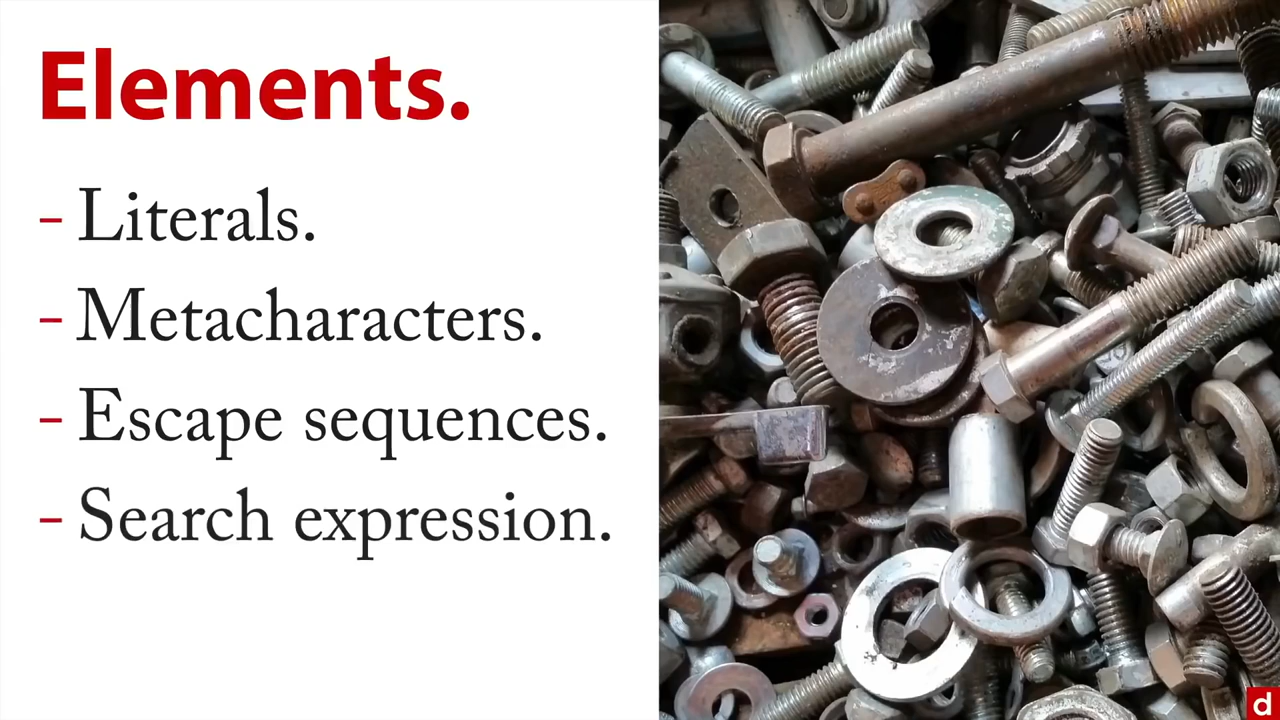 Elements.
- Literals.
- Metacharacters.
- Escape sequences.
- Search expression.
d